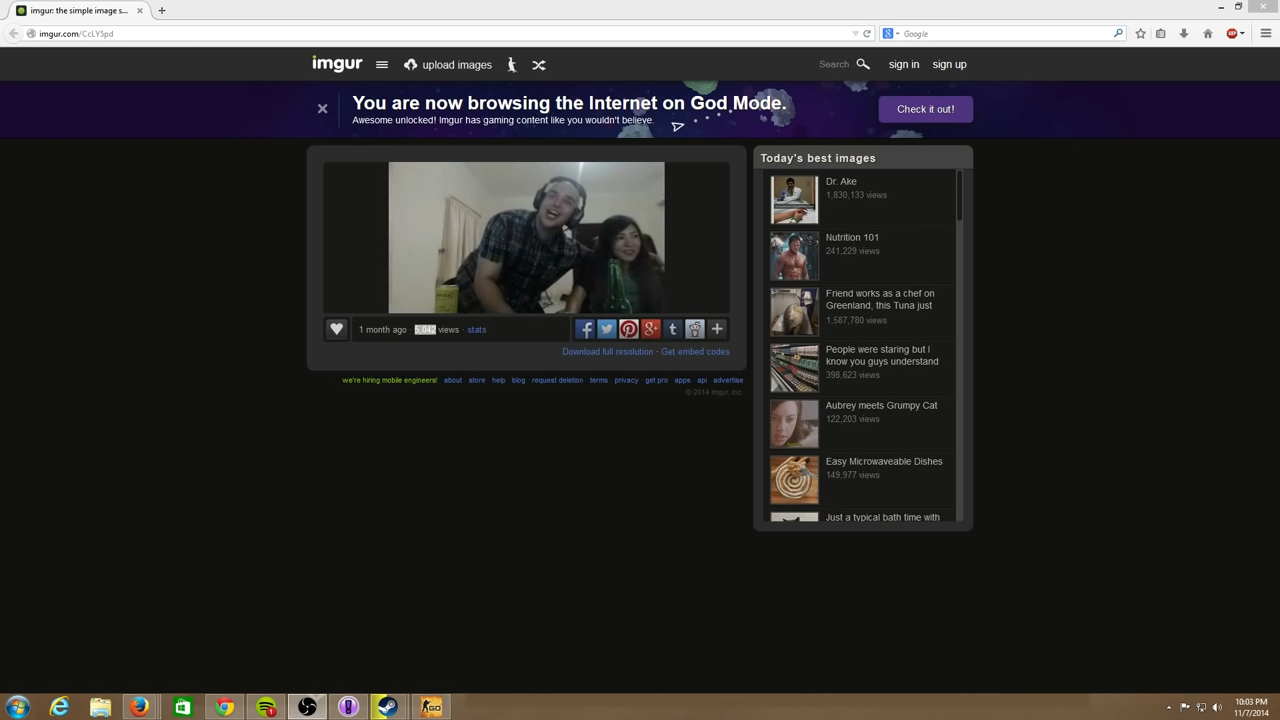 imgur: the simple image s...
imgur.com/CcLY5pd
Google
imgur
upload images
Search
sign in
sign up
You are now browsing the Internet on God Mode.
Awesome unlocked! Imgur has gaming content like you wouldn't believe.
Check it out!
1 month ago · 5,042 views · stats
Download full resolution · Get embed codes
we're hiring mobile engineers! about store help blog request deletion terms privacy get pro apps api advertise
© 2014 Imgur, Inc.
Today's best images
Dr. Ake
1,830,133 views
Nutrition 101
241,229 views
Friend works as a chef on
Greenland, this Tuna just
1,587,780 views
People were staring but I
know you guys understand
398,623 views
Aubrey meets Grumpy Cat
122,203 views
Easy Microwaveable Dishes
149,977 views
Just a typical bath time with
GO
10:03 PM
11/7/2014